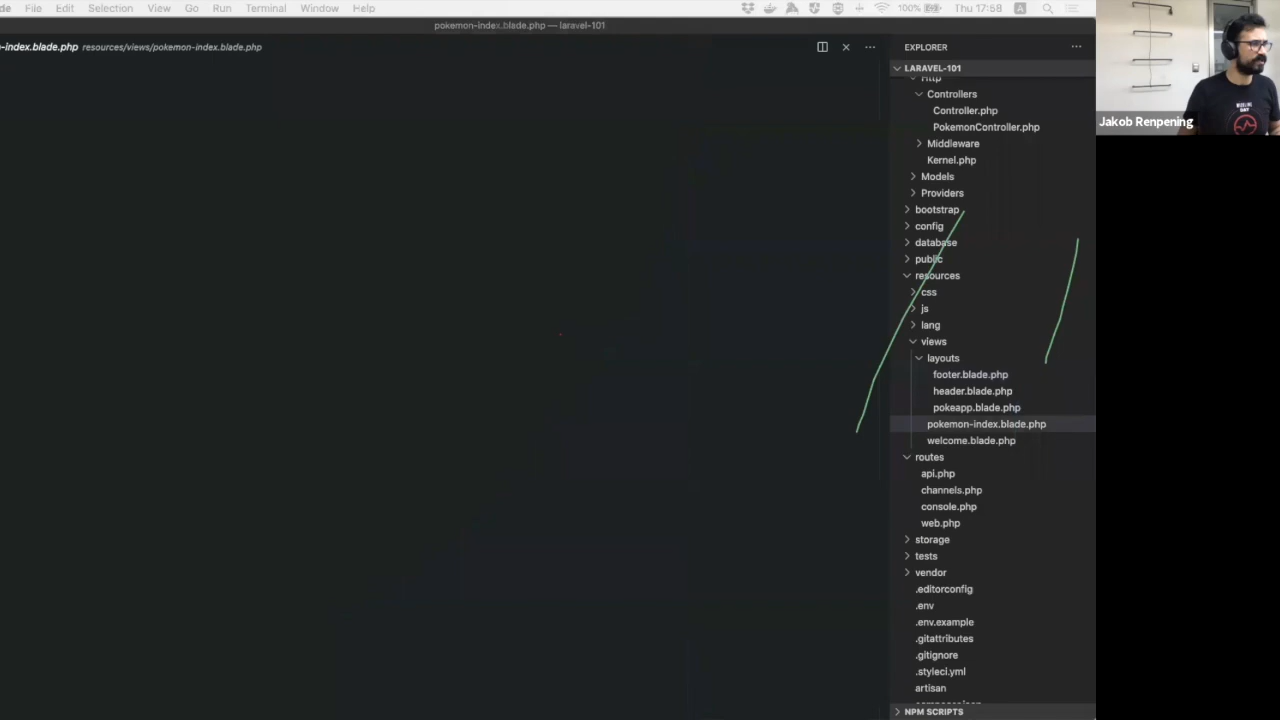 de File Edit Selection View Go Run Terminal Window Help 100% Thu 17:58 A
pokemon-index.blade.php — laravel-101
-index.blade.php resources/views/pokemon-index.blade.php
EXPLORER
LARAVEL-101
Http
Controllers
Controller.php
PokemonController.php
Middleware
Kernel.php
Models
Providers
bootstrap
config
database
public
resources
css
js
lang
views
layouts
footer.blade.php
header.blade.php
pokeapp.blade.php
pokemon-index.blade.php
welcome.blade.php
routes
api.php
channels.php
console.php
web.php
storage
tests
vendor
.editorconfig
.env
.env.example
.gitattributes
.gitignore
.styleci.yml
artisan
NPM SCRIPTS
Jakob Renpening